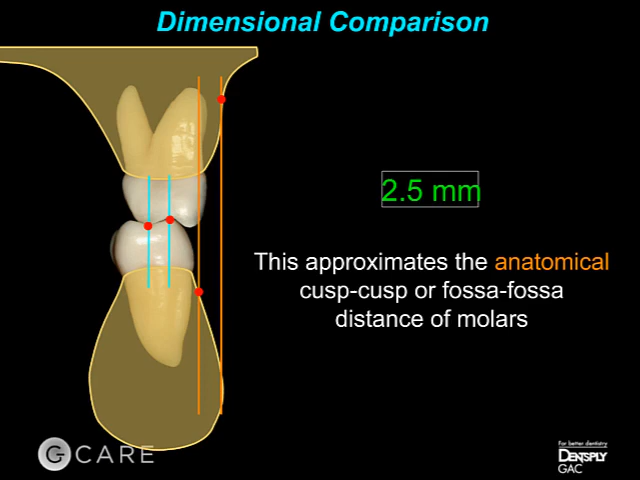 Dimensional Comparison
2.5 mm
This approximates the anatomical
cusp-cusp or fossa-fossa
distance of molars
G CARE
For better dentistry
DENTSPLY
GAC